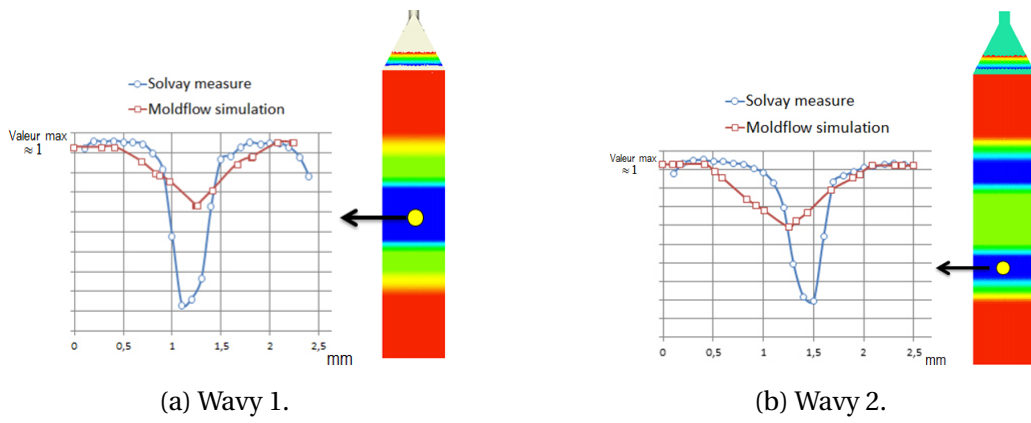 Solvay measure
Moldflow simulation
Valeur max
≈ 1
0 0,5 1 1,5 2 2,5
mm
(a) Wavy 1.
Solvay measure
Moldflow simulation
Valeur max
≈ 1
0 0,5 1 1,5 2 2,5
mm
(b) Wavy 2.